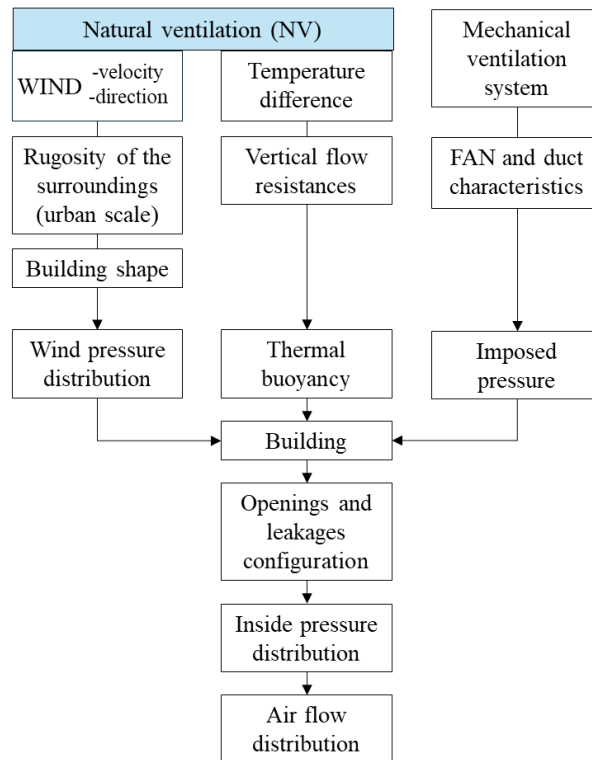 Natural ventilation (NV)
WIND -velocity
-direction
Temperature
difference
Mechanical
ventilation
system
Rugosity of the
surroundings
(urban scale)
Vertical flow
resistances
FAN and duct
characteristics
Building shape
Wind pressure
distribution
Thermal
buoyancy
Imposed
pressure
Building
Openings and
leakages
configuration
Inside pressure
distribution
Air flow
distribution